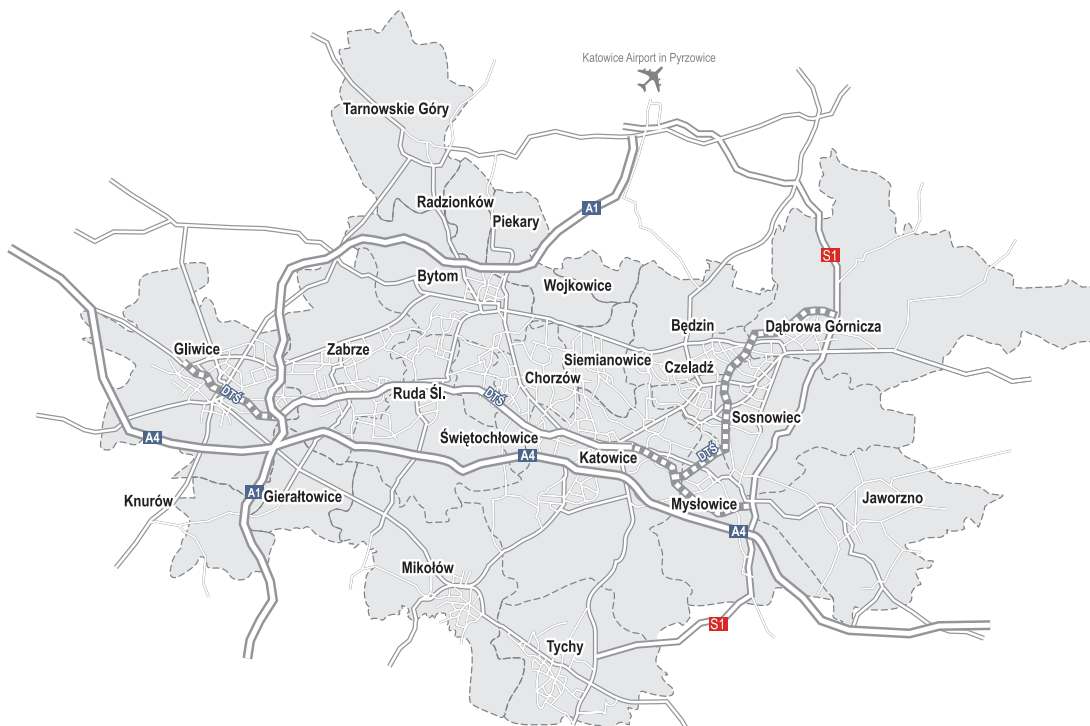 Katowice Airport in Pyrzowice
Tarnowskie Góry
Radzionków
Piekary
A1
S1
Bytom
Wojkowice
Będzin
Dąbrowa Górnicza
Gliwice
Zabrze
Siemianowice
Czeladź
Chorzów
Ruda Śl.
DTŚ
DTŚ
Sosnowiec
A4
Świętochłowice
A4
Katowice
DTŚ
Knurów
A1
Gierałtowice
Mysłowice
Jaworzno
A4
Mikołów
S1
Tychy